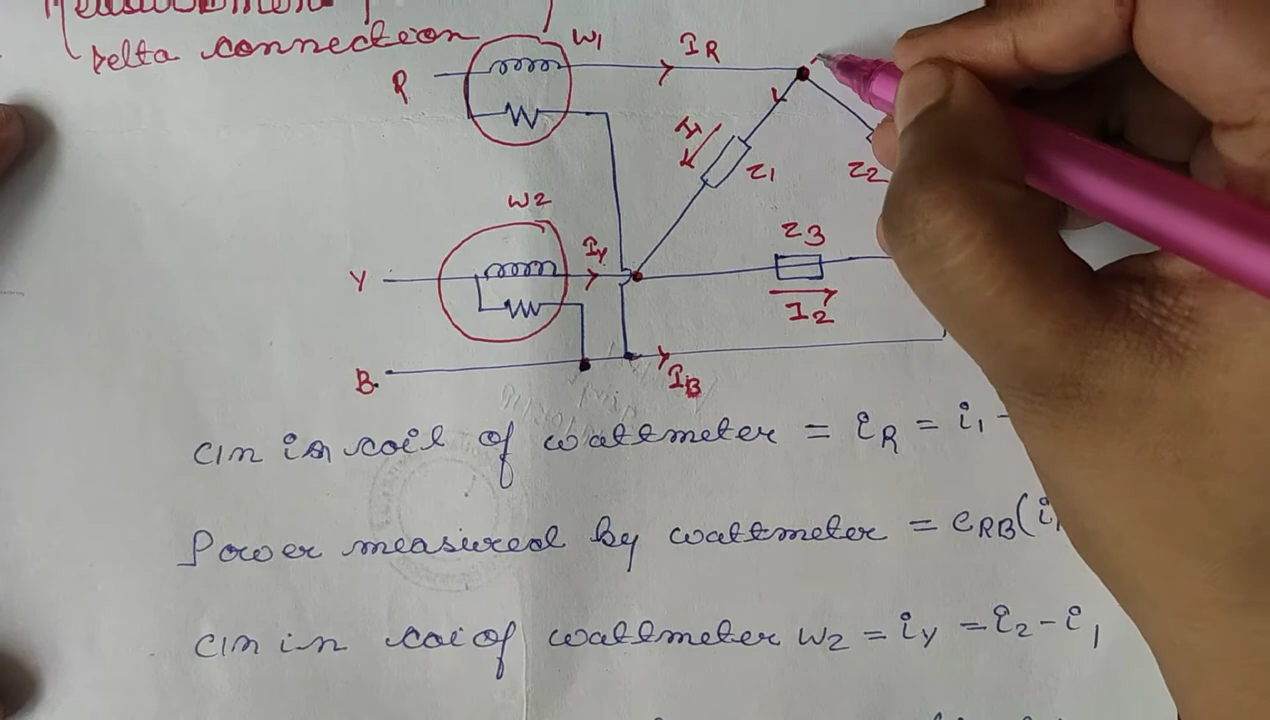 Delta connection
W1
IR
R
I
Z1
Z2
W2
IY
Y
Z3
I2
B.
IB
c/n in coil of wattmeter = iR = i1 -
Power measured by wattmeter = eRB(i
c/n in coi of wattmeter W2 = iY = i2 - i1